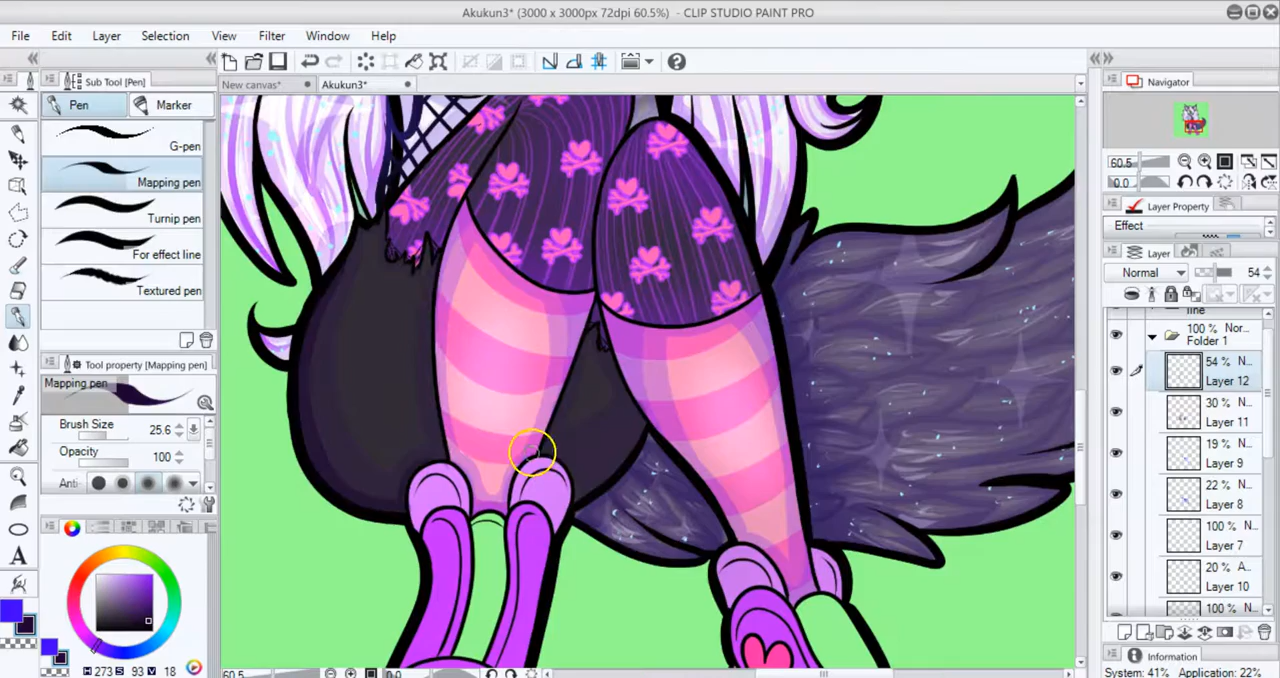 Akukun3* (3000 x 3000px 72dpi 60.5%) - CLIP STUDIO PAINT PRO
File Edit Layer Selection View Filter Window Help
Sub Tool [Pen]
New canvas* Akukun3*
Navigator
Pen Marker
G-pen
Mapping pen
Turnip pen
For effect line
Textured pen
60.5
0.0
Layer Property
Effect
Layer
Normal 54
line
100 % Nor...
Folder 1
54 % N...
Layer 12
30 % N...
Layer 11
19 % N...
Layer 9
22 % N...
Layer 8
100 % N...
Layer 7
20 % A...
Layer 10
100 % N...
Tool property [Mapping pen]
Mapping pen
Brush Size 25.6
Opacity 100
Anti-
A
H 273 S 93 V 18
60.5 0.0
Information
System: 41% Application: 22%